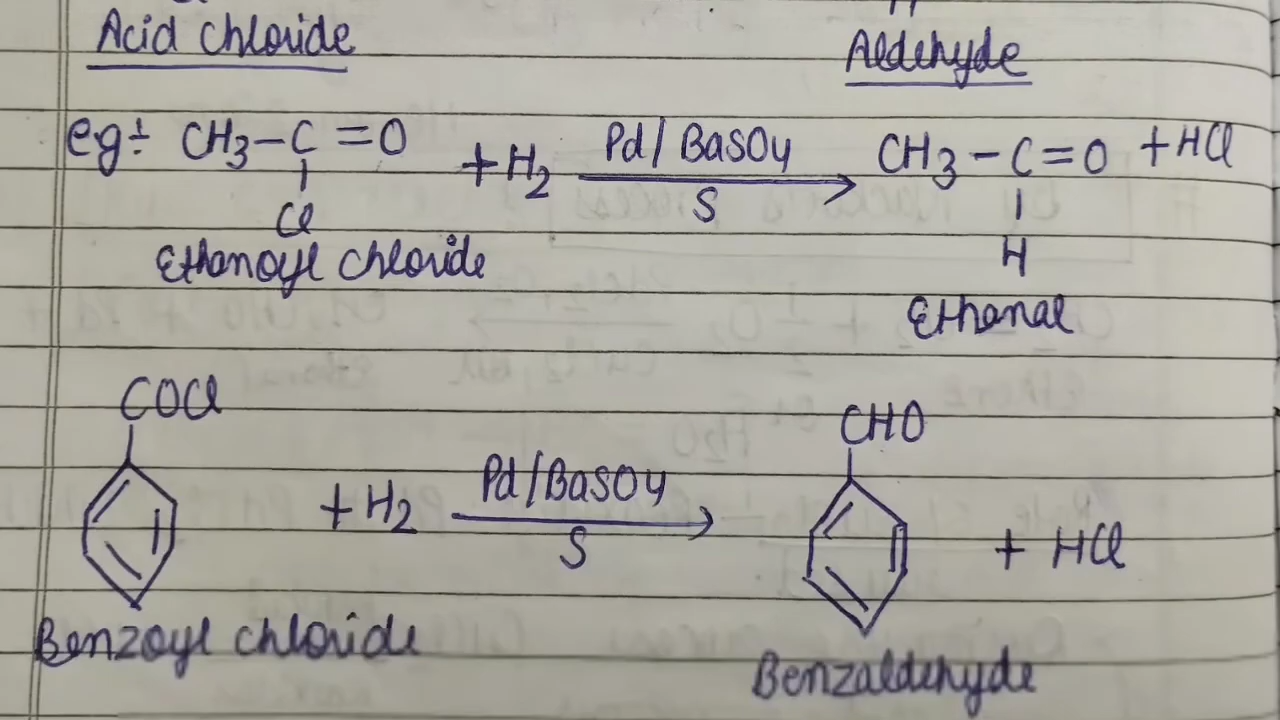 Acid chloride
Aldehyde
eg÷ CH3-C=O +H2 Pd/BaSO4 S CH3-C=O +HCl
Cl
H
Ethanoyl chloride
Ethanal
COCl
CHO
+H2 Pd/BaSO4 S + HCl
Benzoyl chloride
Benzaldehyde